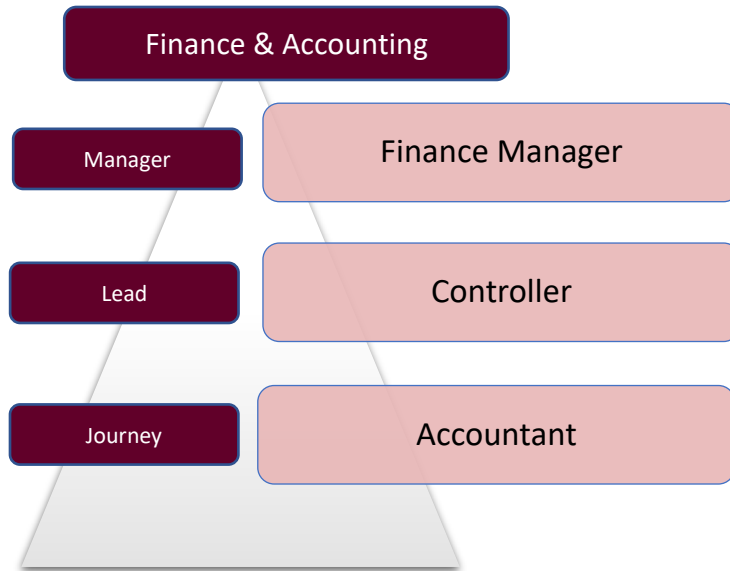 Finance & Accounting
Manager
Finance Manager
Lead
Controller
Journey
Accountant